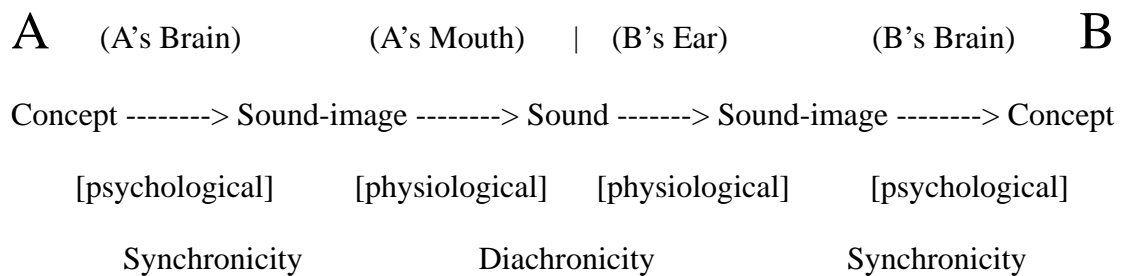 A (A's Brain) (A's Mouth) | (B's Ear) (B's Brain) B
Concept --------> Sound-image --------> Sound -------> Sound-image --------> Concept
[psychological] [physiological] [physiological] [psychological]
Synchronicity Diachronicity Synchronicity